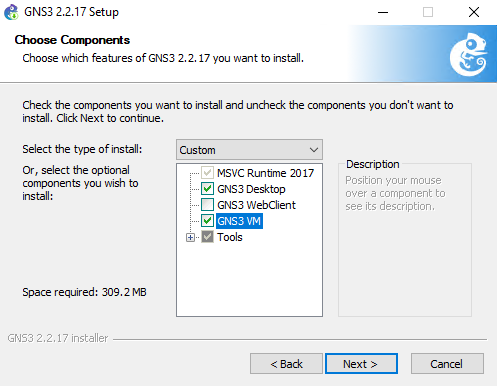 GNS3 2.2.17 Setup
Choose Components
Choose which features of GNS3 2.2.17 you want to install.
Check the components you want to install and uncheck the components you don't want to
install. Click Next to continue.
Select the type of install:
Custom
Or, select the optional
components you wish to
install:
MSVC Runtime 2017
GNS3 Desktop
GNS3 WebClient
GNS3 VM
Tools
Description
Position your mouse
over a component to
see its description.
Space required: 309.2 MB
GNS3 2.2.17 installer
< Back
Next >
Cancel